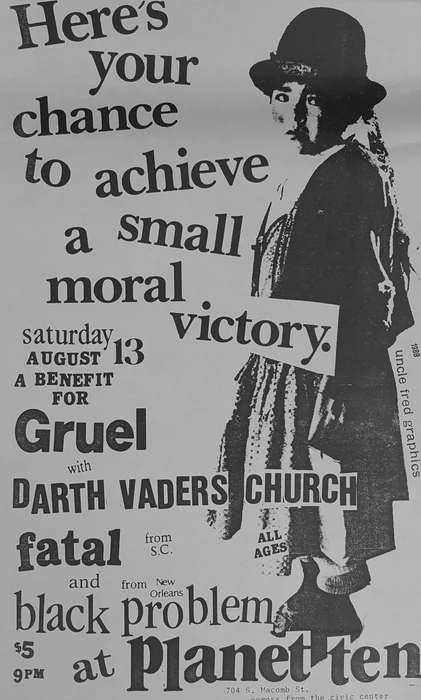 Here's
your
chance
to achieve
a small
moral
victory.
saturday
AUGUST 13
A BENEFIT
FOR
Gruel
with
DARTH VADERS CHURCH
fatal from
S.C.
ALL
AGES
and from New
Orleans
black problem
$5
9PM
at Planet ten
704 S. Macomb St.
across from the civic center
1988
uncle fred graphics